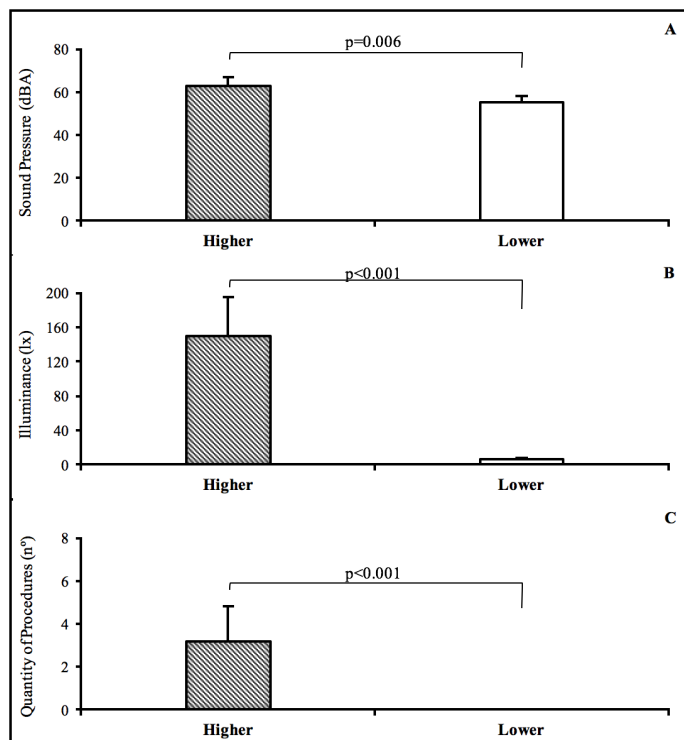 A
p=0.006
Sound Pressure (dBA)
80
60
40
20
0
Higher Lower
B
p<0.001
Illuminance (lx)
200
160
120
80
40
0
Higher Lower
C
p<0.001
Quantity of Procedures (nº)
8
6
4
2
0
Higher Lower